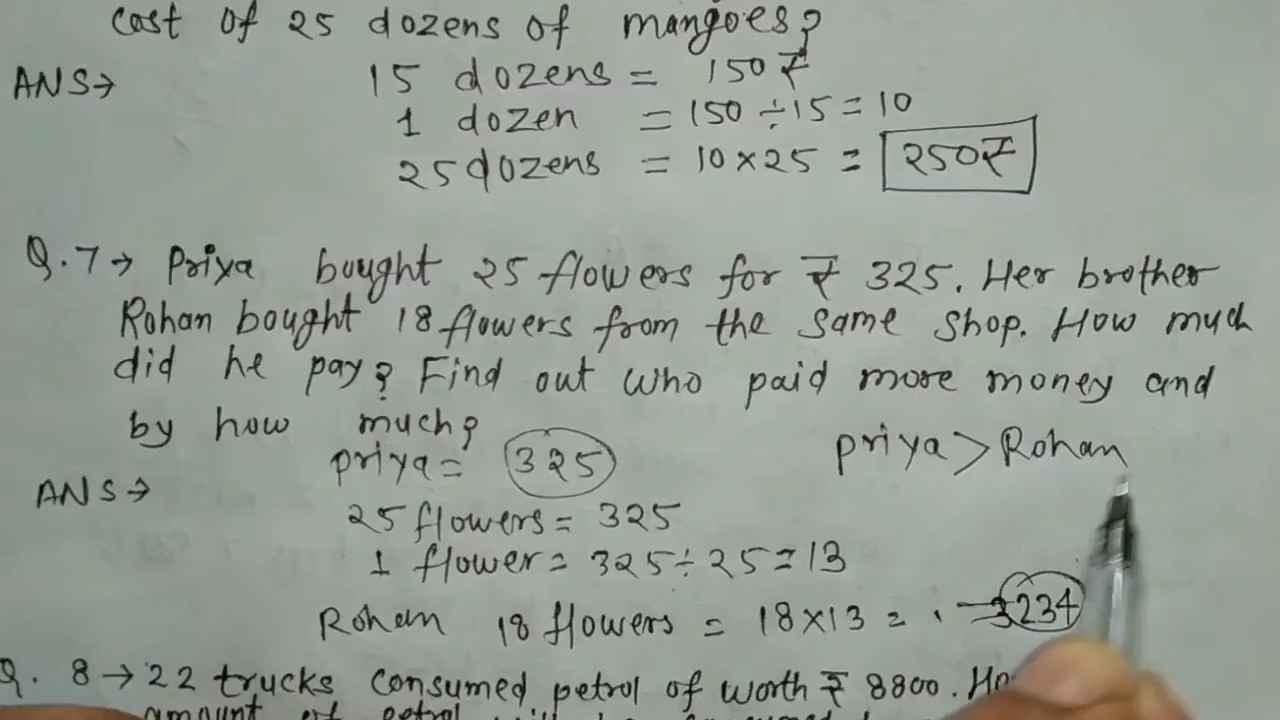 cost of 25 dozens of mangoes?
ANS→ 15 dozens = 150₹
1 dozen = 150 ÷ 15 = 10
25 dozens = 10 × 25 = 250₹
Q.7→ Priya bought 25 flowers for ₹ 325. Her brother
Rohan bought 18 flowers from the same shop. How much
did he pay? Find out who paid more money and
by how much?
priya > Rohan
priya = 325
ANS→
25 flowers = 325
1 flower = 325 ÷ 25 = 13
Rohan 18 flowers = 18 × 13 = 234
Q. 8 → 22 trucks consumed petrol of worth ₹ 8800.
amount of petrol